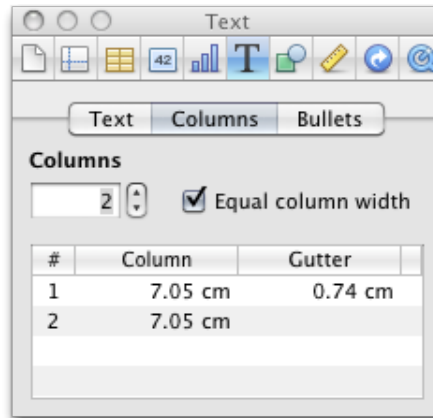 Text
42 T
Text Columns Bullets
Columns
2 Equal column width
# Column Gutter
1 7.05 cm 0.74 cm
2 7.05 cm